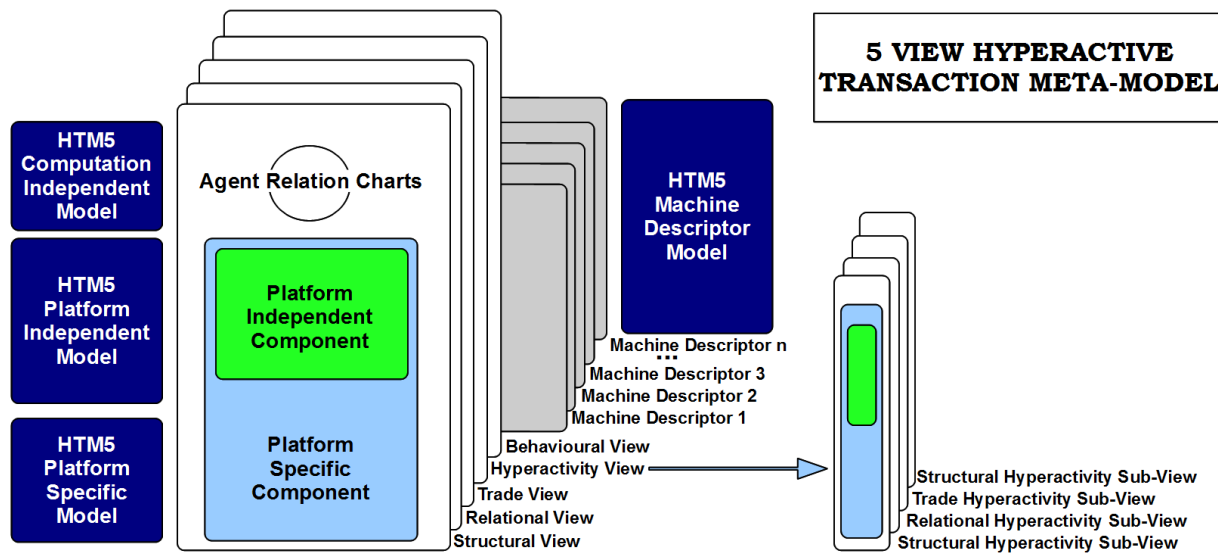 5 VIEW HYPERACTIVE
TRANSACTION META-MODEL
HTM5
Computation
Independent
Model
HTM5
Platform
Independent
Model
HTM5
Platform
Specific
Model
Agent Relation Charts
Platform
Independent
Component
Platform
Specific
Component
HTM5
Machine
Descriptor
Model
Machine Descriptor n
...
Machine Descriptor 3
Machine Descriptor 2
Machine Descriptor 1
Behavioural View
Hyperactivity View
Trade View
Relational View
Structural View
Structural Hyperactivity Sub-View
Trade Hyperactivity Sub-View
Relational Hyperactivity Sub-View
Structural Hyperactivity Sub-View